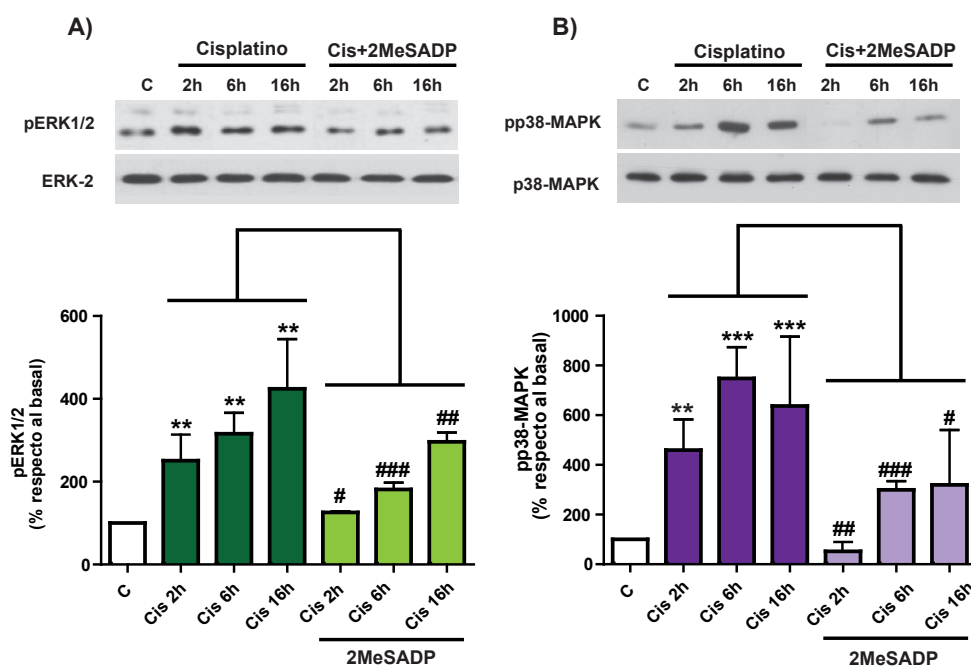 A)
Cisplatino Cis+2MeSADP
C 2h 6h 16h 2h 6h 16h
pERK1/2
ERK-2
600
400
200
0
pERK1/2
(% respecto al basal)
** ** ** # ### ##
C Cis 2h Cis 6h Cis 16h Cis 2h Cis 6h Cis 16h
2MeSADP
B)
Cisplatino Cis+2MeSADP
C 2h 6h 16h 2h 6h 16h
pp38-MAPK
p38-MAPK
1000
800
600
400
200
0
pp38-MAPK
(% respecto al basal)
** *** *** ## ### #
C Cis 2h Cis 6h Cis 16h Cis 2h Cis 6h Cis 16h
2MeSADP